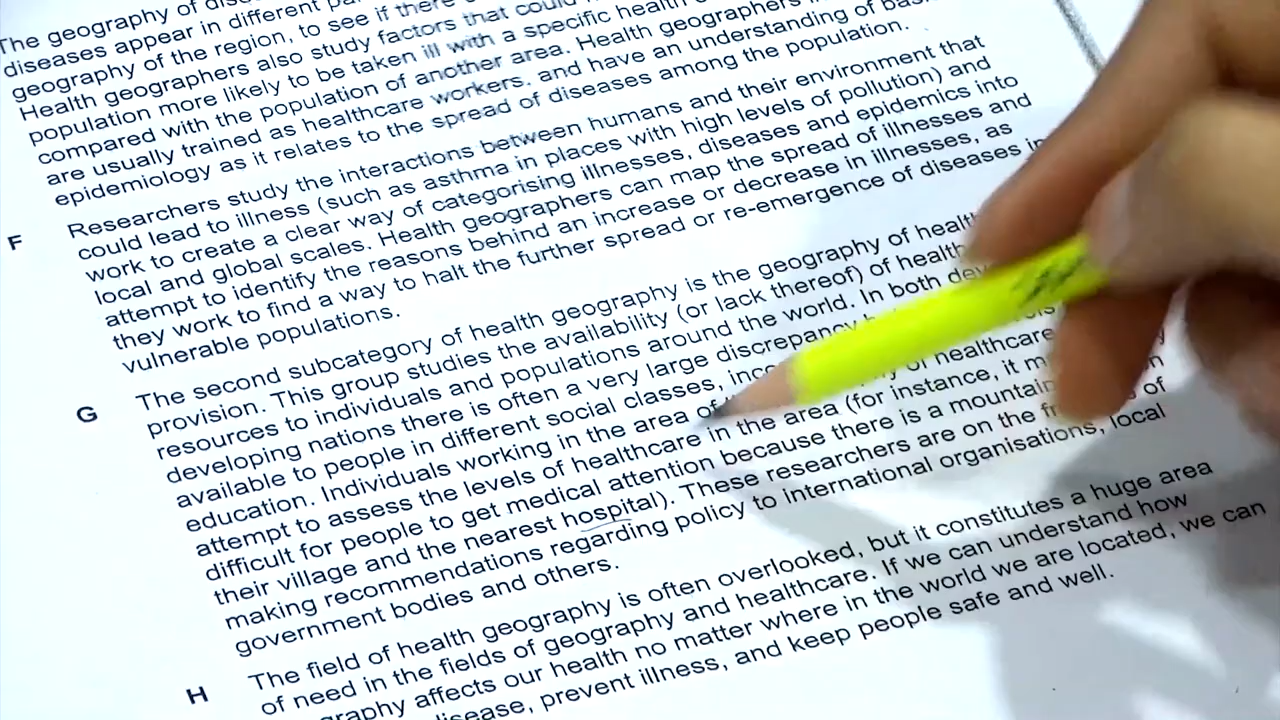 The geography of
diseases appear in different
geography of the region, to see if there
Health geographers also study factors that could
population more likely to be taken ill with a specific health
compared with the population of another area. Health geographers
are usually trained as healthcare workers, and have an understanding of
epidemiology as it relates to the spread of diseases among the population.
F Researchers study the interactions between humans and their environment that
could lead to illness (such as asthma in places with high levels of pollution) and
work to create a clear way of categorising illnesses, diseases and epidemics into
local and global scales. Health geographers can map the spread of illnesses and
attempt to identify the reasons behind an increase or decrease in illnesses, as
they work to find a way to halt the further spread or re-emergence of diseases in
vulnerable populations.
G The second subcategory of health geography is the geography of
provision. This group studies the availability (or lack thereof) of
resources to individuals and populations around the world. In both
developing nations there is often a very large discrepancy
available to people in different social classes,
education. Individuals working in the area of
attempt to assess the levels of healthcare in the area (for instance, it
difficult for people to get medical attention because there is a mountain
their village and the nearest hospital). These researchers are on the of
making recommendations regarding policy to international organisations, local
government bodies and others.
H The field of health geography is often overlooked, but it constitutes a huge area
of need in the fields of geography and healthcare. If we can understand how
affects our health no matter where in the world we are located, we can
prevent illness, and keep people safe and well.